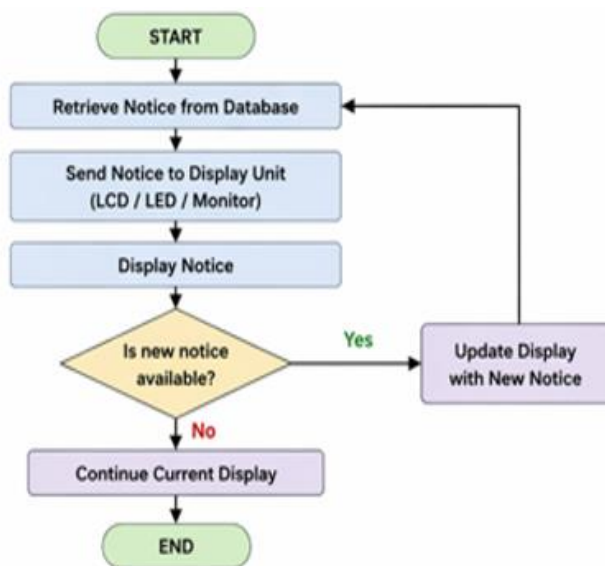 START
Retrieve Notice from Database
Send Notice to Display Unit
(LCD / LED / Monitor)
Display Notice
Is new notice
available?
Yes
Update Display
with New Notice
No
Continue Current Display
END